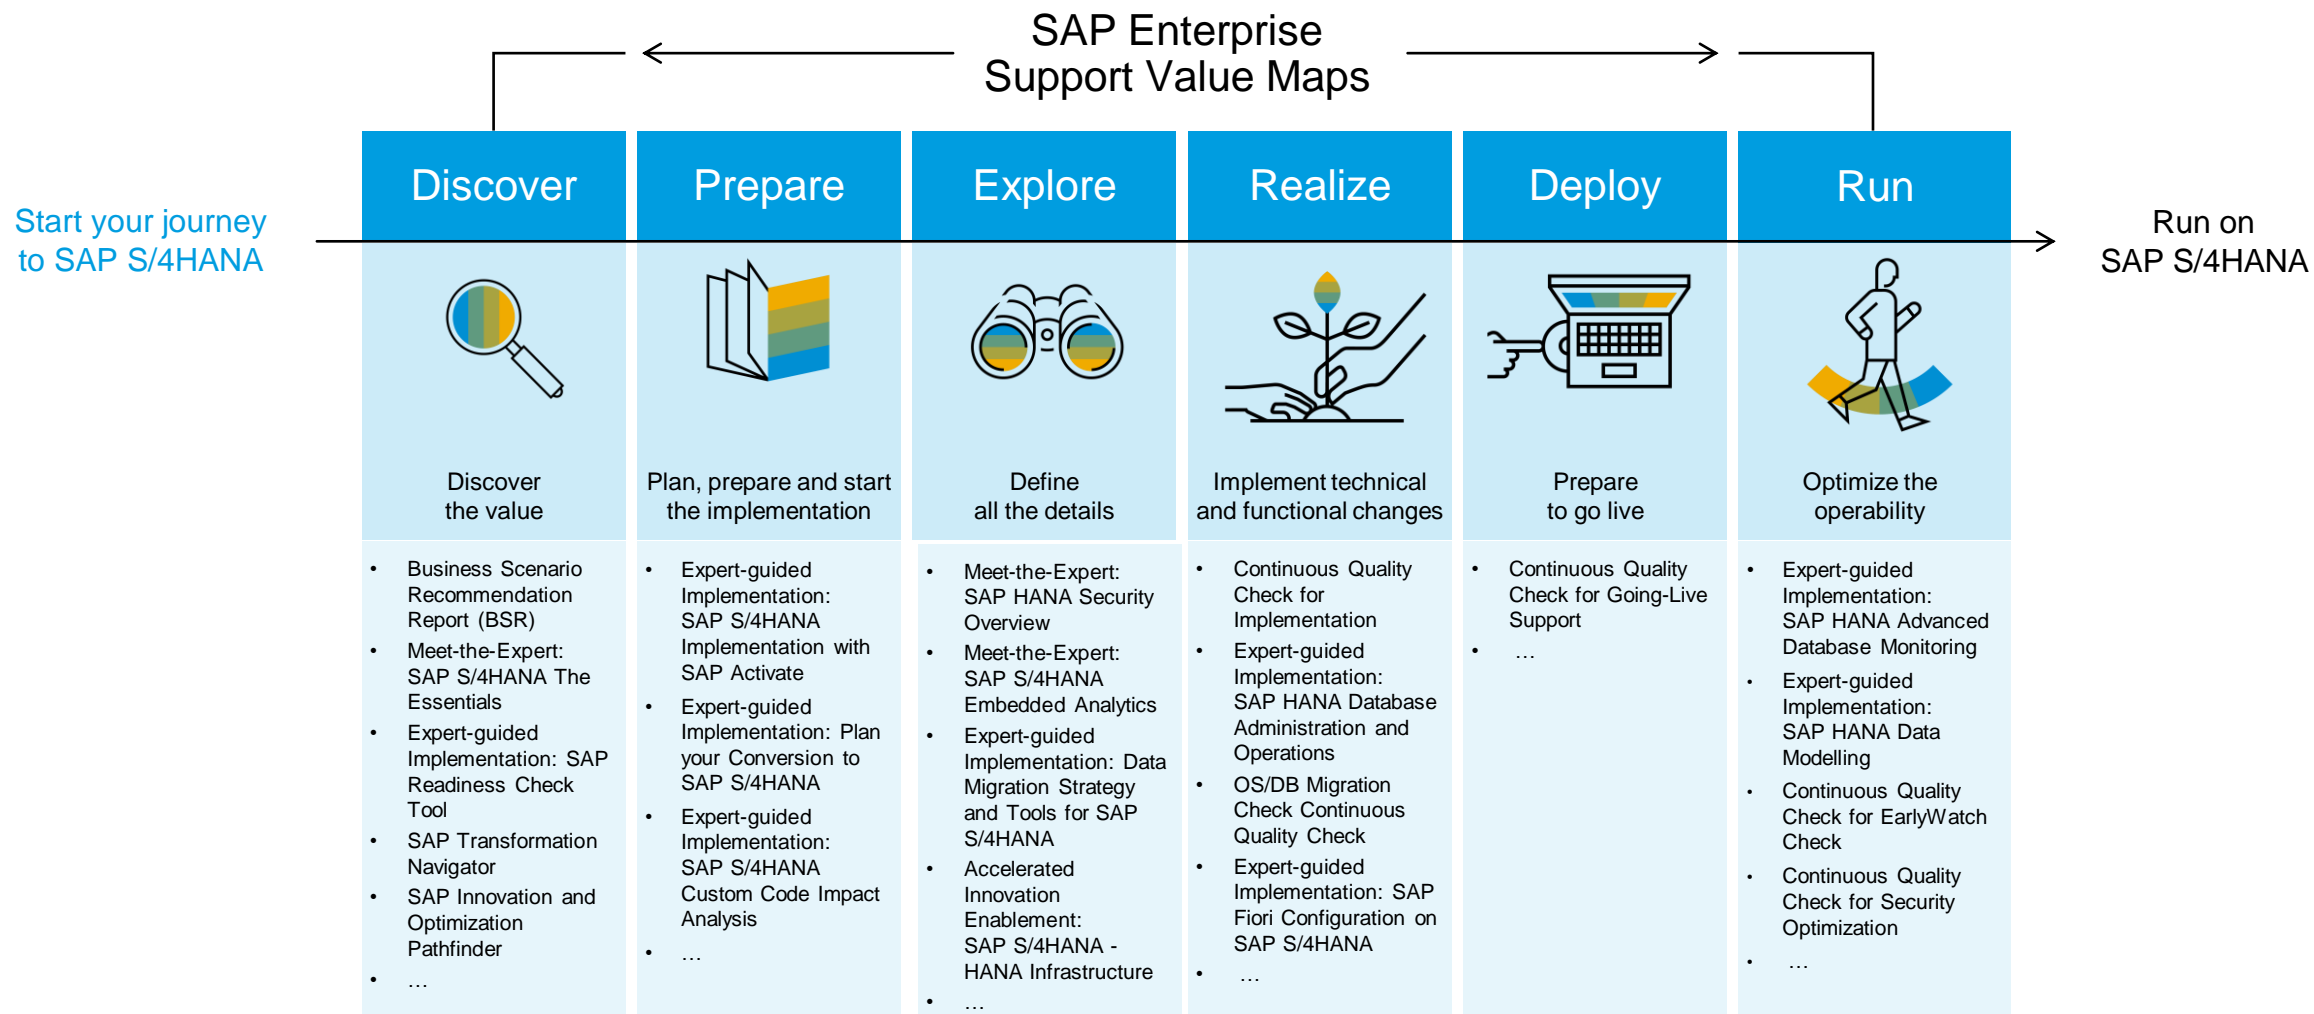 SAP Enterprise
Support Value Maps
Start your journey
to SAP S/4HANA
Run on
SAP S/4HANA
Discover
Discover
the value
• Business Scenario
Recommendation
Report (BSR)
• Meet-the-Expert:
SAP S/4HANA The
Essentials
• Expert-guided
Implementation: SAP
Readiness Check
Tool
• SAP Transformation
Navigator
• SAP Innovation and
Optimization
Pathfinder
• …
Prepare
Plan, prepare and start
the implementation
• Expert-guided
Implementation:
SAP S/4HANA
Implementation with
SAP Activate
• Expert-guided
Implementation: Plan
your Conversion to
SAP S/4HANA
• Expert-guided
Implementation:
SAP S/4HANA
Custom Code Impact
Analysis
• …
Explore
Define
all the details
• Meet-the-Expert:
SAP HANA Security
Overview
• Meet-the-Expert:
SAP S/4HANA
Embedded Analytics
• Expert-guided
Implementation: Data
Migration Strategy
and Tools for SAP
S/4HANA
• Accelerated
Innovation
Enablement:
SAP S/4HANA -
HANA Infrastructure
• …
Realize
Implement technical
and functional changes
• Continuous Quality
Check for
Implementation
• Expert-guided
Implementation:
SAP HANA Database
Administration and
Operations
• OS/DB Migration
Check Continuous
Quality Check
• Expert-guided
Implementation: SAP
Fiori Configuration on
SAP S/4HANA
• …
Deploy
Prepare
to go live
• Continuous Quality
Check for Going-Live
Support
• …
Run
Optimize the
operability
• Expert-guided
Implementation:
SAP HANA Advanced
Database Monitoring
• Expert-guided
Implementation:
SAP HANA Data
Modelling
• Continuous Quality
Check for EarlyWatch
Check
• Continuous Quality
Check for Security
Optimization
• …